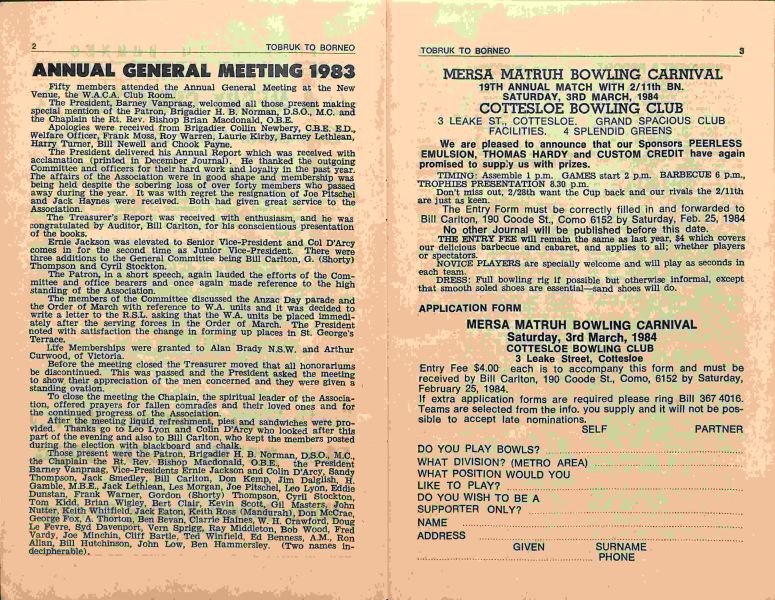 2
TOBRUK TO BORNEO
ANNUAL GENERAL MEETING 1983
Fifty members attended the Annual General Meeting at the New
Venue, the W.A.C.A. Club Room.
The President, Barney Vanpraag, welcomed all those present making
special mention of the Patron, Brigadier H. B. Norman, D.S.O., M.C. and
the Chaplain the Rt. Rev. Bishop Brian Macdonald, O.B.E.
Apologies were received from Brigadier Collin Newbery, C.B.E. E.D.,
Welfare Officer, Frank Moss, Roy Warren, Laurie Kirby, Barney Lethlean,
Harry Turner, Bill Newell and Chook Payne.
The President delivered his Annual Report which was received with
acclamation (printed in December Journal). He thanked the outgoing
Committee and officers for their hard work and loyalty in the past year.
The affairs of the Association were in good shape and membership was
being held despite the sobering loss of over forty members who passed
away during the year. It was with regret the resignation of Joe Pitschel
and Jack Haynes were received. Both had given great service to the
Association.
The Treasurer's Report was received with enthusiasm, and he was
congratulated by Auditor, Bill Carlton, for his conscientious presentation
of the books.
Ernie Jackson was elevated to Senior Vice-President and Col D'Arcy
comes in for the second time as Junior Vice-President. There were
three additions to the General Committee being Bill Carlton, G. (Shorty)
Thompson and Cyril Stockton.
The Patron, in a short speech, again lauded the efforts of the Com-
mittee and office bearers and once again made reference to the high
standing of the Association.
The members of the Committee discussed the Anzac Day parade and
the Order of March with reference to W.A. units and it was decided to
write a letter to the R.S.L. asking that the W.A. units be placed immedi-
ately after the serving forces in the Order of March. The President
noted with satisfaction the change in forming up places in St. George's
Terrace.
Life Memberships were granted to Alan Brady N.S.W. and Arthur
Curwood, of Victoria.
Before the meeting closed the Treasurer moved that all honorariums
be discontinued. This was passed and the President asked the meeting
to show their appreciation of the men concerned and they were given a
standing ovation.
To close the meeting the Chaplain, the spiritual leader of the Associa-
tion, offered prayers for fallen comrades and their loved ones and for
the continued progress of the Association.
After the meeting liquid refreshment, pies and sandwiches were pro-
vided. Thanks go to Leo Lyon and Colin D'Arcy who looked after this
part of the evening and also to Bill Carlton, who kept the members posted
during the election with blackboard and chalk.
Those present were the Patron, Brigadier H. B. Norman, D.S.O., M.C.,
the Chaplain the Rt. Rev. Bishop Macdonald, O.B.E., the President
Barney Vanpraag, Vice-Presidents Ernie Jackson and Colin D'Arcy, Sandy
Thompson, Jack Smedley, Bill Carlton, Don Kemp, Jim Dalglish, H.
Gamble, M.B.E., Jack Lethlean, Les Morgan, Joe Pitschel, Leo Lyon, Eddie
Dunstan, Frank Warner, Gordon (Shorty) Thompson, Cyril Stockton,
Tom Kidd, Brian Wigley, Bert Clair, Kevin Scott, Gil Masters, John
Nutter, Keith Whitfield, Jack Eaton, Keith Ross (Mandurah), Don McCrae,
George Fox, A. Thorton, Ben Bevan, Clarrie Haines, W. H. Crawford, Doug
Le Fevre, Syd Davenport, Vern Sprigg, Ray Middleton, Bob Wood, Fred
Vardy, Joe Minchin, Cliff Bartle, Ted Winfield, Ed Benness, A.M., Ron
Allan, Bill Hutchinson, John Low, Ben Hammersley. (Two names in-
decipherable).
TOBRUK TO BORNEO
3
MERSA MATRUH BOWLING CARNIVAL
19TH ANNUAL MATCH WITH 2/11th BN.
SATURDAY, 3RD MARCH, 1984
COTTESLOE BOWLING CLUB
3 LEAKE ST., COTTESLOE. GRAND SPACIOUS CLUB
FACILITIES. 4 SPLENDID GREENS
We are pleased to announce that our Sponsors PEERLESS
EMULSION, THOMAS HARDY and CUSTOM CREDIT have again
promised to supply us with prizes.
TIMING: Assemble 1 p.m. GAMES start 2 p.m. BARBECUE 6 p.m.,
TROPHIES PRESENTATION 8.30 p.m.
Don't miss out, 2/28th want the Cup back and our rivals the 2/11th
are just as keen.
The Entry Form must be correctly filled in and forwarded to
Bill Carlton, 190 Coode St., Como 6152 by Saturday, Feb. 25, 1984
No other Journal will be published before this date.
THE ENTRY FEE will remain the same as last year, $4 which covers
our delicious barbecue and cabaret, and applies to all; whether players
or spectators.
NOVICE PLAYERS are specially welcome and will play as seconds in
each team.
DRESS: Full bowling rig if possible but otherwise informal, except
that smooth soled shoes are essential—sand shoes will do.
APPLICATION FORM
MERSA MATRUH BOWLING CARNIVAL
Saturday, 3rd March, 1984
COTTESLOE BOWLING CLUB
3 Leake Street, Cottesloe
Entry Fee $4.00 each is to accompany this form and must be
received by Bill Carlton, 190 Coode St., Como, 6152 by Saturday,
February 25, 1984.
If extra application forms are required please ring Bill 367 4016.
Teams are selected from the info. you supply and it will not be pos-
sible to accept late nominations.
SELF PARTNER
DO YOU PLAY BOWLS?
WHAT DIVISION? (METRO AREA)
WHAT POSITION WOULD YOU
LIKE TO PLAY?
DO YOU WISH TO BE A
SUPPORTER ONLY?
NAME
ADDRESS
GIVEN SURNAME
PHONE